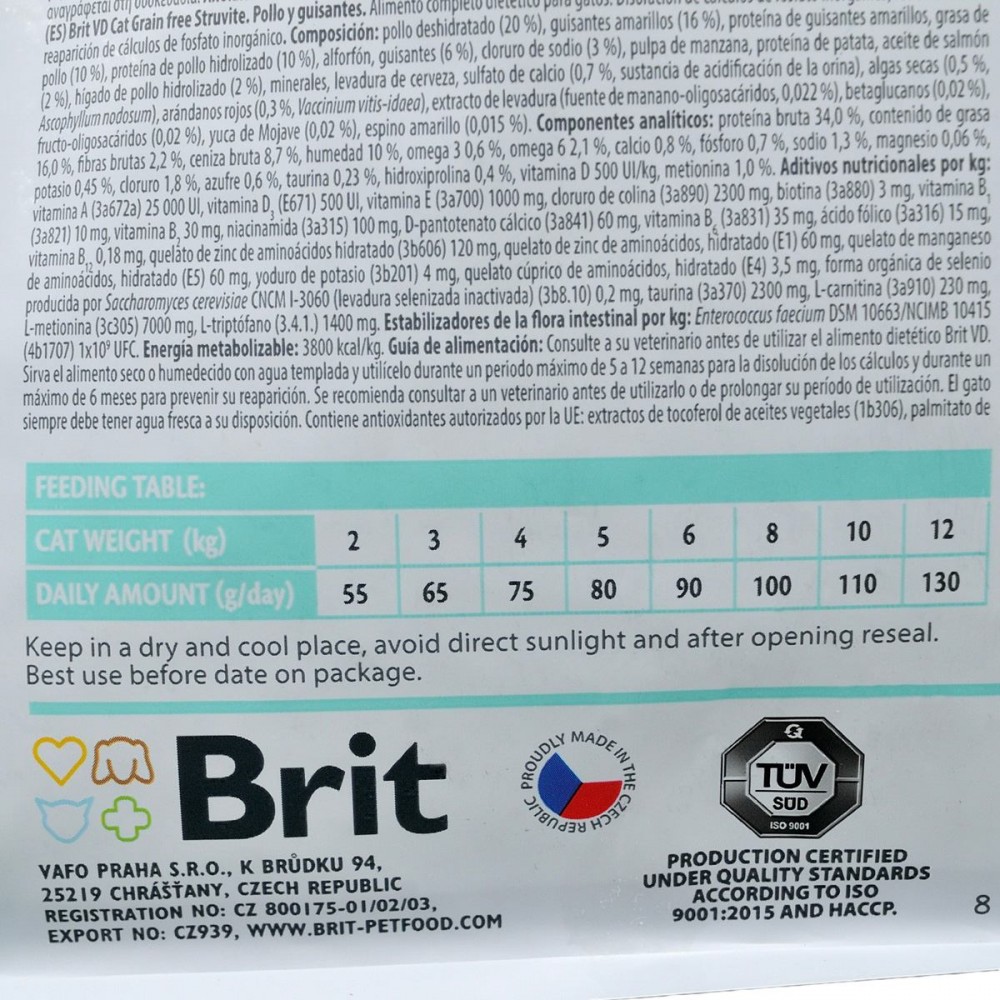 (ES) Brit VD Cat Grain free Struvite. Pollo y guisantes. Alimento completo dietético para gatos.
reaparición de cálculos de fosfato inorgánico. Composición: pollo deshidratado (20 %), guisantes amarillos (16 %), proteína de guisantes amarillos, grasa de
pollo (10 %), proteína de pollo hidrolizado (10 %), alforfón, guisantes (6 %), cloruro de sodio (3 %), pulpa de manzana, proteína de patata, aceite de salmón
(2 %), hígado de pollo hidrolizado (2 %), minerales, levadura de cerveza, sulfato de calcio (0,7 %, sustancia de acidificación de la orina), algas secas (0,5 %,
Ascophyllum nodosum), arándanos rojos (0,3 %, Vaccinium vitis-idaea), extracto de levadura (fuente de manano-oligosacáridos, 0,022 %), betaglucanos (0,02 %),
fructo-oligosacáridos (0,02 %), yuca de Mojave (0,02 %), espino amarillo (0,015 %). Componentes analíticos: proteína bruta 34,0 %, contenido de grasa
16,0 %, fibras brutas 2,2 %, ceniza bruta 8,7 %, humedad 10 %, omega 3 0,6 %, omega 6 2,1 %, calcio 0,8 %, fósforo 0,7 %, sodio 1,3 %, magnesio 0,06 %,
potasio 0,45 %, cloruro 1,8 %, azufre 0,6 %, taurina 0,23 %, hidroxiprolina 0,4 %, vitamina D 500 UI/kg, metionina 1,0 %. Aditivos nutricionales por kg:
vitamina A (3a672a) 25 000 UI, vitamina D3 (E671) 500 UI, vitamina E (3a700) 1000 mg, cloruro de colina (3a890) 2300 mg, biotina (3a880) 3 mg, vitamina B1
(3a821) 10 mg, vitamina B2 30 mg, niacinamida (3a315) 100 mg, D-pantotenato cálcico (3a841) 60 mg, vitamina B6 (3a831) 35 mg, ácido fólico (3a316) 15 mg,
vitamina B12 0,18 mg, queláto de zinc de aminoácidos hidratado (3b606) 120 mg, quelato de zinc de aminoácidos, hidratado (E1) 60 mg, quelato de manganeso
de aminoácidos, hidratado (E5) 60 mg, yoduro de potasio (3b201) 4 mg, quelato cúprico de aminoácidos, hidratado (E4) 3,5 mg, forma orgánica de selenio
producida por Saccharomyces cerevisiae CNCM I-3060 (levadura selenizada inactivada) (3b8.10) 0,2 mg, taurina (3a370) 2300 mg, L-carnitina (3a910) 230 mg,
L-metionina (3c305) 7000 mg, L-triptófano (3.4.1.) 1400 mg. Estabilizadores de la flora intestinal por kg: Enterococcus faecium DSM 10663/NCIMB 10415
(4b1707) 1x10⁹ UFC. Energía metabolizable: 3800 kcal/kg. Guía de alimentación: Consulte a su veterinario antes de utilizar el alimento dietético Brit VD.
Sirva el alimento seco o humedecido con agua templada y utilícelo durante un periodo máximo de 5 a 12 semanas para la disolución de los cálculos y durante un
máximo de 6 meses para prevenir su reaparición. Se recomienda consultar a un veterinario antes de utilizarlo o de prolongar su período de utilización. El gato
siempre debe tener agua fresca a su disposición. Contiene antioxidantes autorizados por la UE: extractos de tocoferol de aceites vegetales (1b306), palmitato de
FEEDING TABLE:
CAT WEIGHT (kg) 2 3 4 5 6 8 10 12
DAILY AMOUNT (g/day) 55 65 75 80 90 100 110 130
Keep in a dry and cool place, avoid direct sunlight and after opening reseal.
Best use before date on package.
Brit
PROUDLY MADE IN THE CZECH REPUBLIC
TÜV
SÜD
ISO 9001
VAFO PRAHA S.R.O., K BRŮDKU 94,
25219 CHRÁŠŤANY, CZECH REPUBLIC
REGISTRATION NO: CZ 800175-01/02/03,
EXPORT NO: CZ939, WWW.BRIT-PETFOOD.COM
PRODUCTION CERTIFIED
UNDER QUALITY STANDARDS
ACCORDING TO ISO
9001:2015 AND HACCP.
8